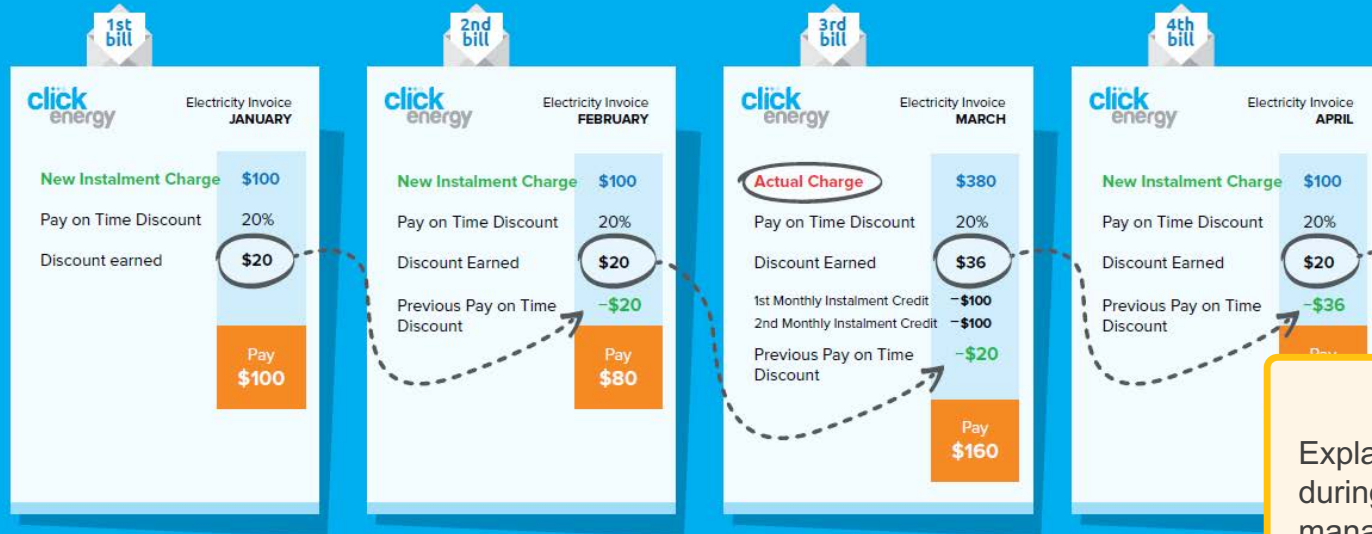 1st
bill
click
energy
Electricity Invoice
JANUARY
New Instalment Charge $100
Pay on Time Discount 20%
Discount earned $20
Pay
$100
2nd
bill
click
energy
Electricity Invoice
FEBRUARY
New Instalment Charge $100
Pay on Time Discount 20%
Discount Earned $20
Previous Pay on Time -$20
Discount
Pay
$80
3rd
bill
click
energy
Electricity Invoice
MARCH
Actual Charge $380
Pay on Time Discount 20%
Discount Earned $36
1st Monthly Instalment Credit -$100
2nd Monthly Instalment Credit -$100
Previous Pay on Time -$20
Discount
Pay
$160
4th
bill
click
energy
Electricity Invoice
APRIL
New Instalment Charge $100
Pay on Time Discount 20%
Discount Earned $20
Previous Pay on Time -$36
Discount